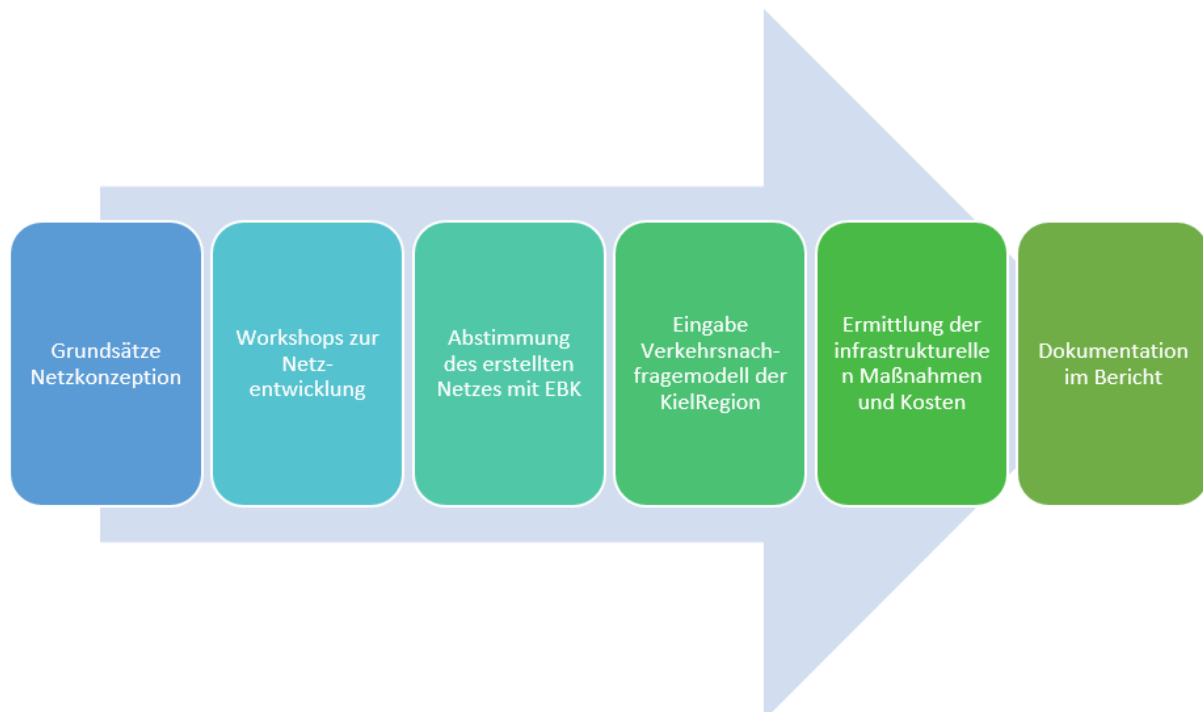 Grundsätze
Netzkonzeption
Workshops zur
Netz-
entwicklung
Abstimmung
des erstellten
Netzes mit EBK
Eingabe
Verkehrsnach-
fragemodell der
KielRegion
Ermittlung der
infrastrukturelle
n Maßnahmen
und Kosten
Dokumentation
im Bericht